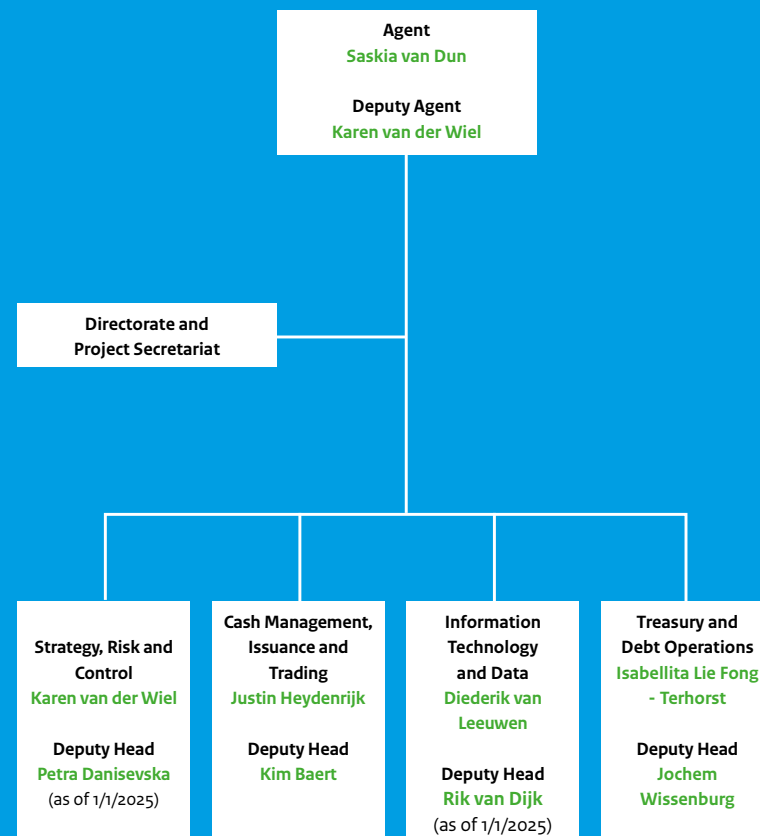 Agent
Saskia van Dun
Deputy Agent
Karen van der Wiel
Directorate and
Project Secretariat
Strategy, Risk and
Control
Karen van der Wiel
Deputy Head
Petra Danisevska
(as of 1/1/2025)
Cash Management,
Issuance and
Trading
Justin Heydenrijk
Deputy Head
Kim Baert
Information
Technology
and Data
Diederik van
Leeuwen
Deputy Head
Rik van Dijk
(as of 1/1/2025)
Treasury and
Debt Operations
Isabellita Lie Fong
- Terhorst
Deputy Head
Jochem
Wissenburg